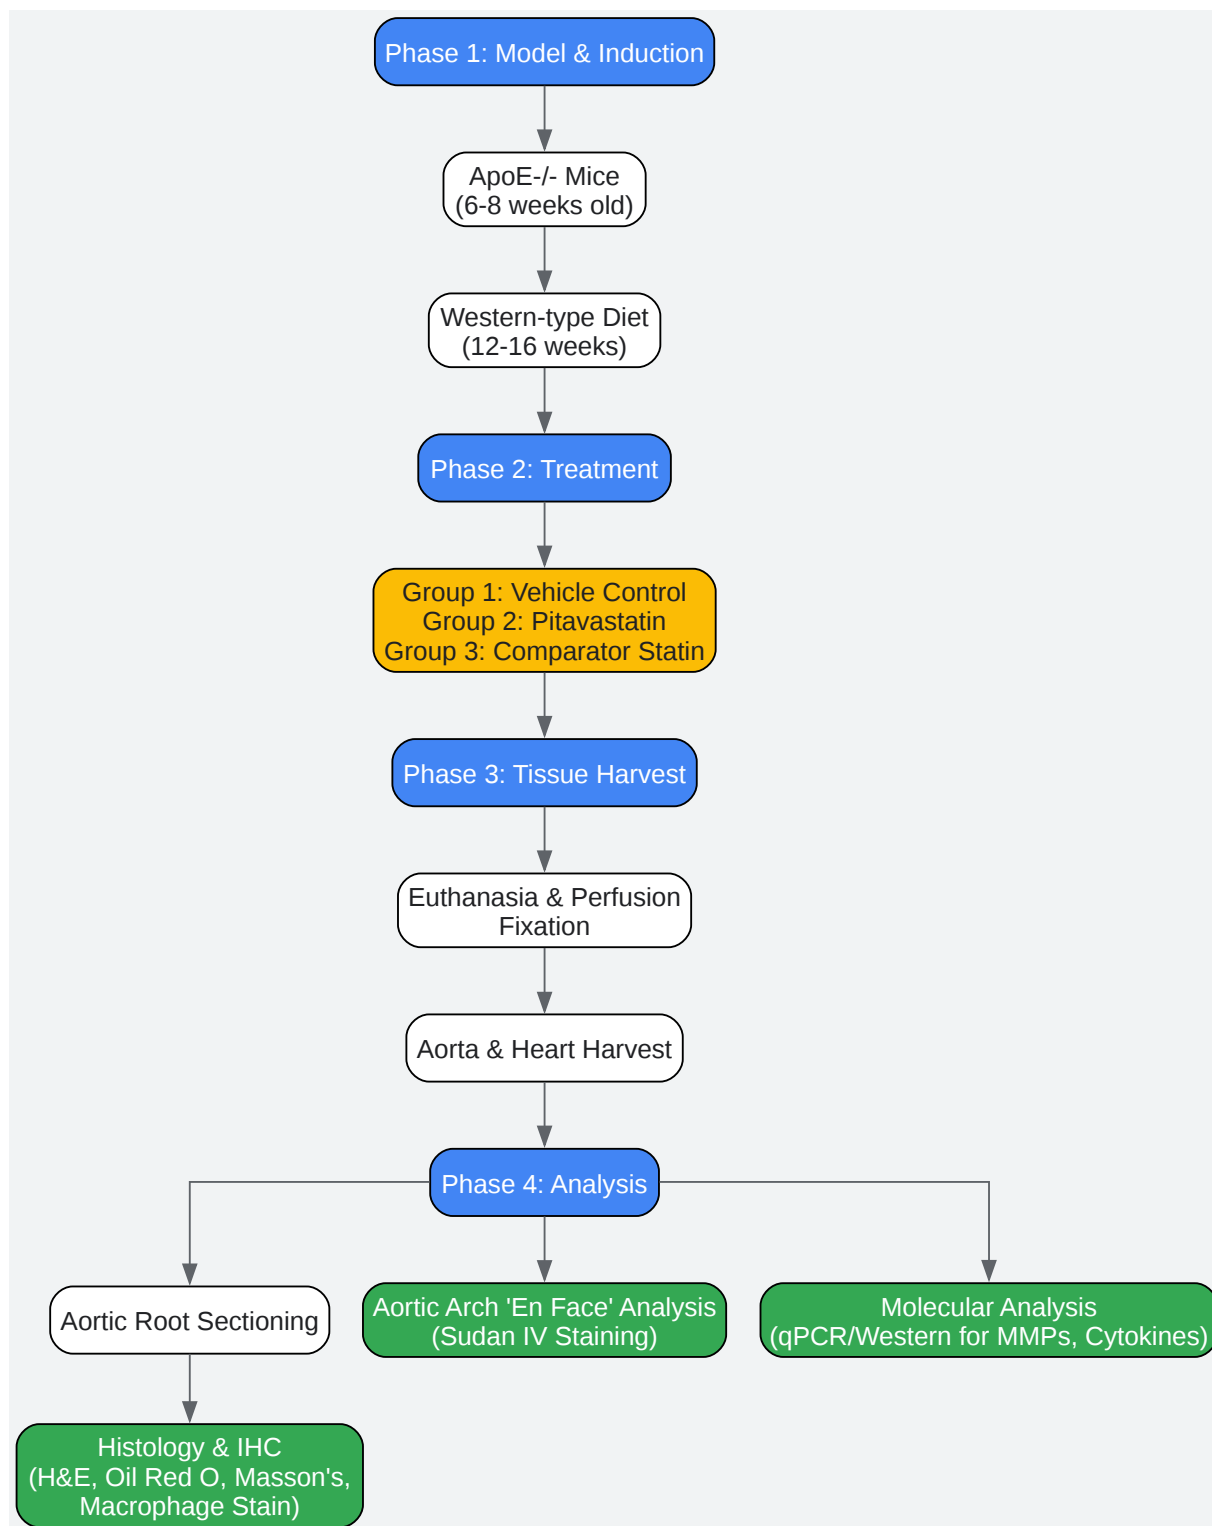 Phase 1: Model & Induction
ApoE-/- Mice
(6-8 weeks old)
Western-type Diet
(12-16 weeks)
Phase 2: Treatment
Group 1: Vehicle Control
Group 2: Pitavastatin
Group 3: Comparator Statin
Phase 3: Tissue Harvest
Euthanasia & Perfusion
Fixation
Aorta & Heart Harvest
Phase 4: Analysis
Aortic Root Sectioning
Aortic Arch 'En Face' Analysis
(Sudan IV Staining)
Molecular Analysis
(qPCR/Western for MMPs, Cytokines)
Histology & IHC
(H&E, Oil Red O, Masson's,
Macrophage Stain)